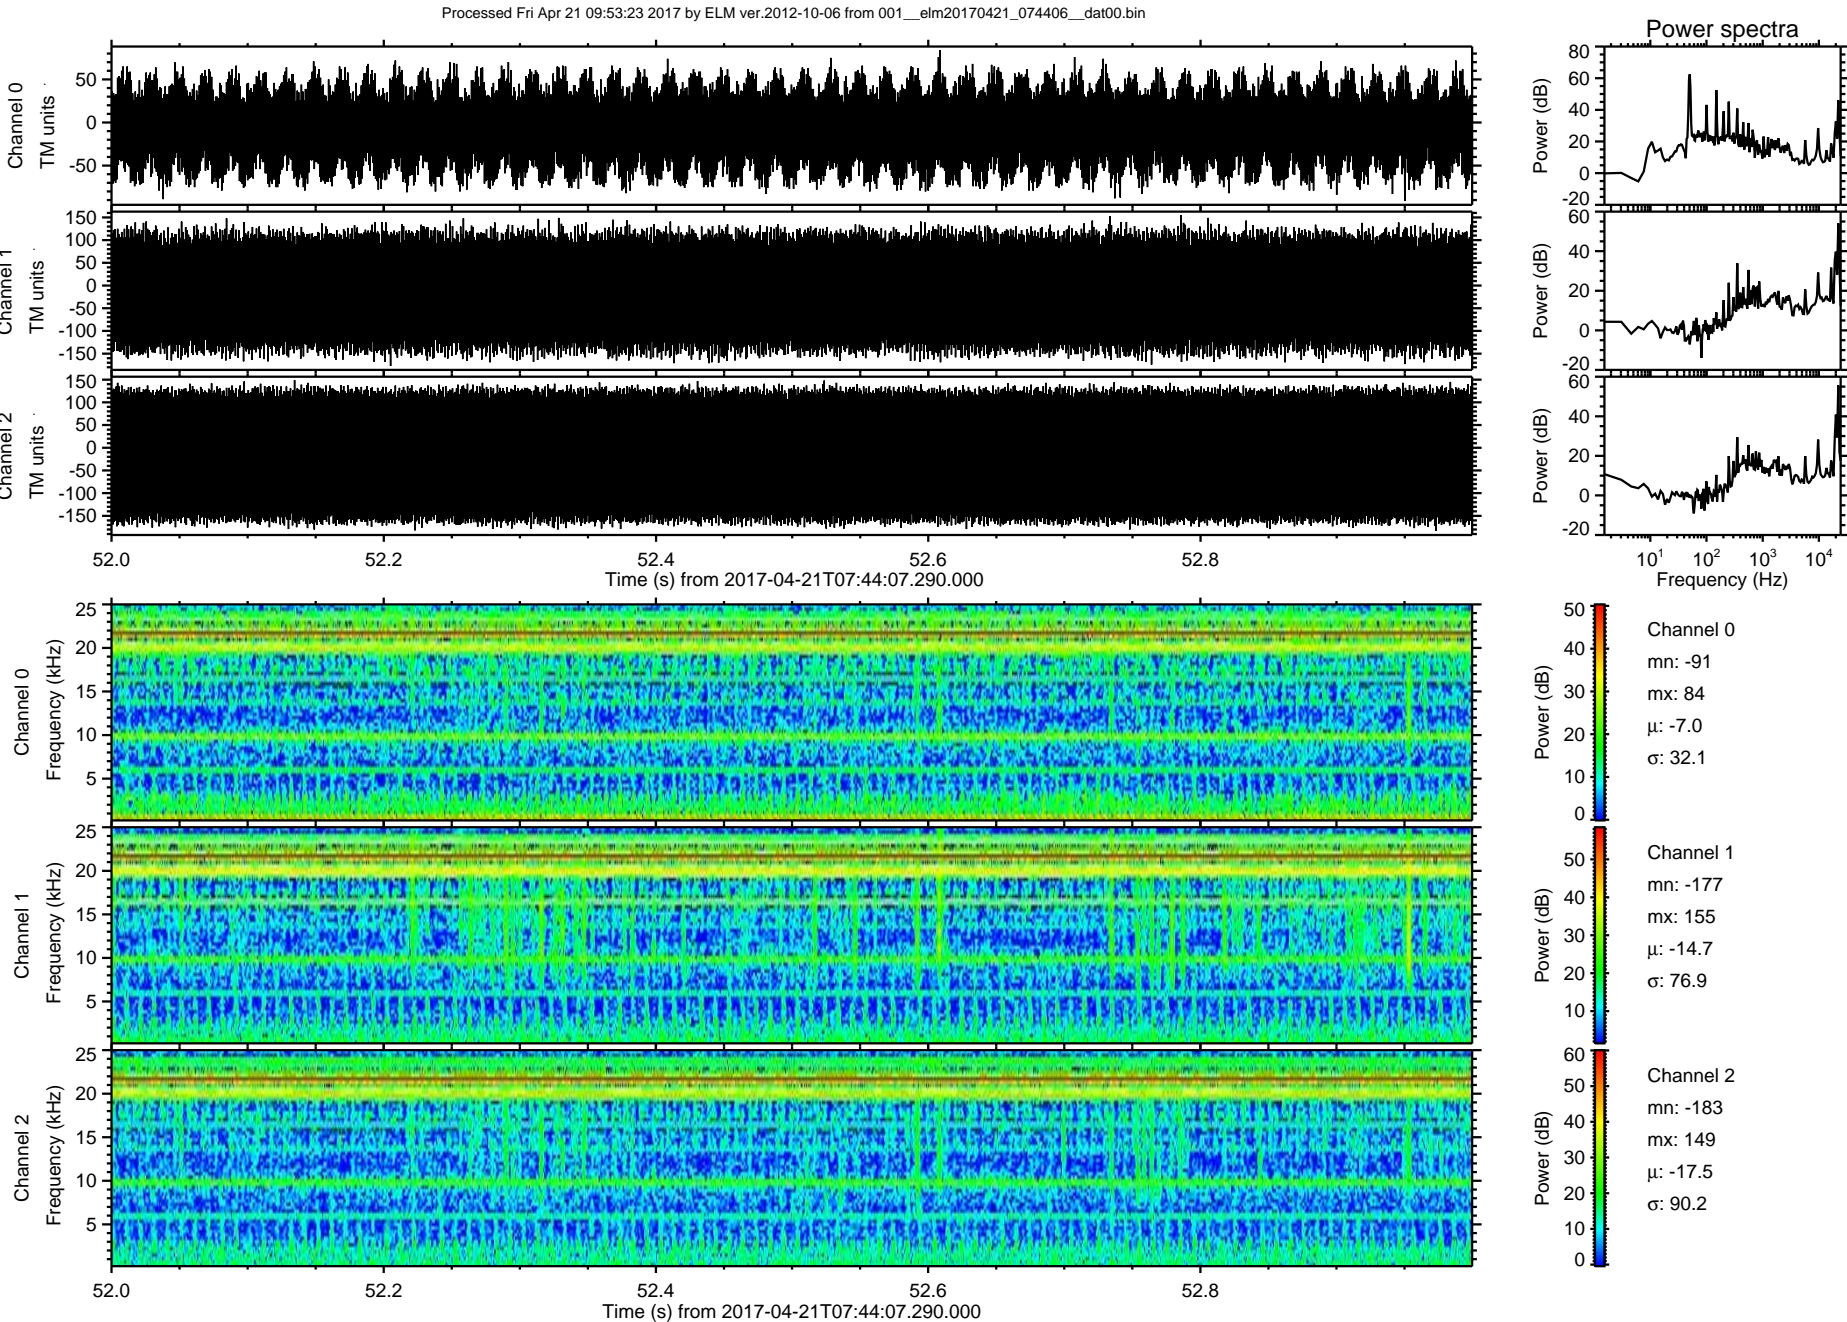 Processed Fri Apr 21 09:53:23 2017 by ELM ver.2012-10-06 from 001__elm20170421_074406__dat00.bin
Power spectra
Channel 0
TM units
50
0
-50
Power (dB)
80
60
40
20
0
-20
Channel 1
TM units
150
100
50
0
-50
-100
-150
Power (dB)
60
40
20
0
-20
Channel 2
TM units
150
100
50
0
-50
-100
-150
Power (dB)
60
40
20
0
-20
52.0 52.2 52.4 52.6 52.8
Time (s) from 2017-04-21T07:44:07.290.000
10¹ 10² 10³ 10⁴
Frequency (Hz)
Channel 0
Frequency (kHz)
25
20
15
10
5
Power (dB)
50
40
30
20
10
0
Channel 0
mn: -91
mx: 84
μ: -7.0
σ: 32.1
Channel 1
Frequency (kHz)
25
20
15
10
5
Power (dB)
50
40
30
20
10
Channel 1
mn: -177
mx: 155
μ: -14.7
σ: 76.9
Channel 2
Frequency (kHz)
25
20
15
10
5
Power (dB)
60
50
40
30
20
10
0
Channel 2
mn: -183
mx: 149
μ: -17.5
σ: 90.2
52.0 52.2 52.4 52.6 52.8
Time (s) from 2017-04-21T07:44:07.290.000